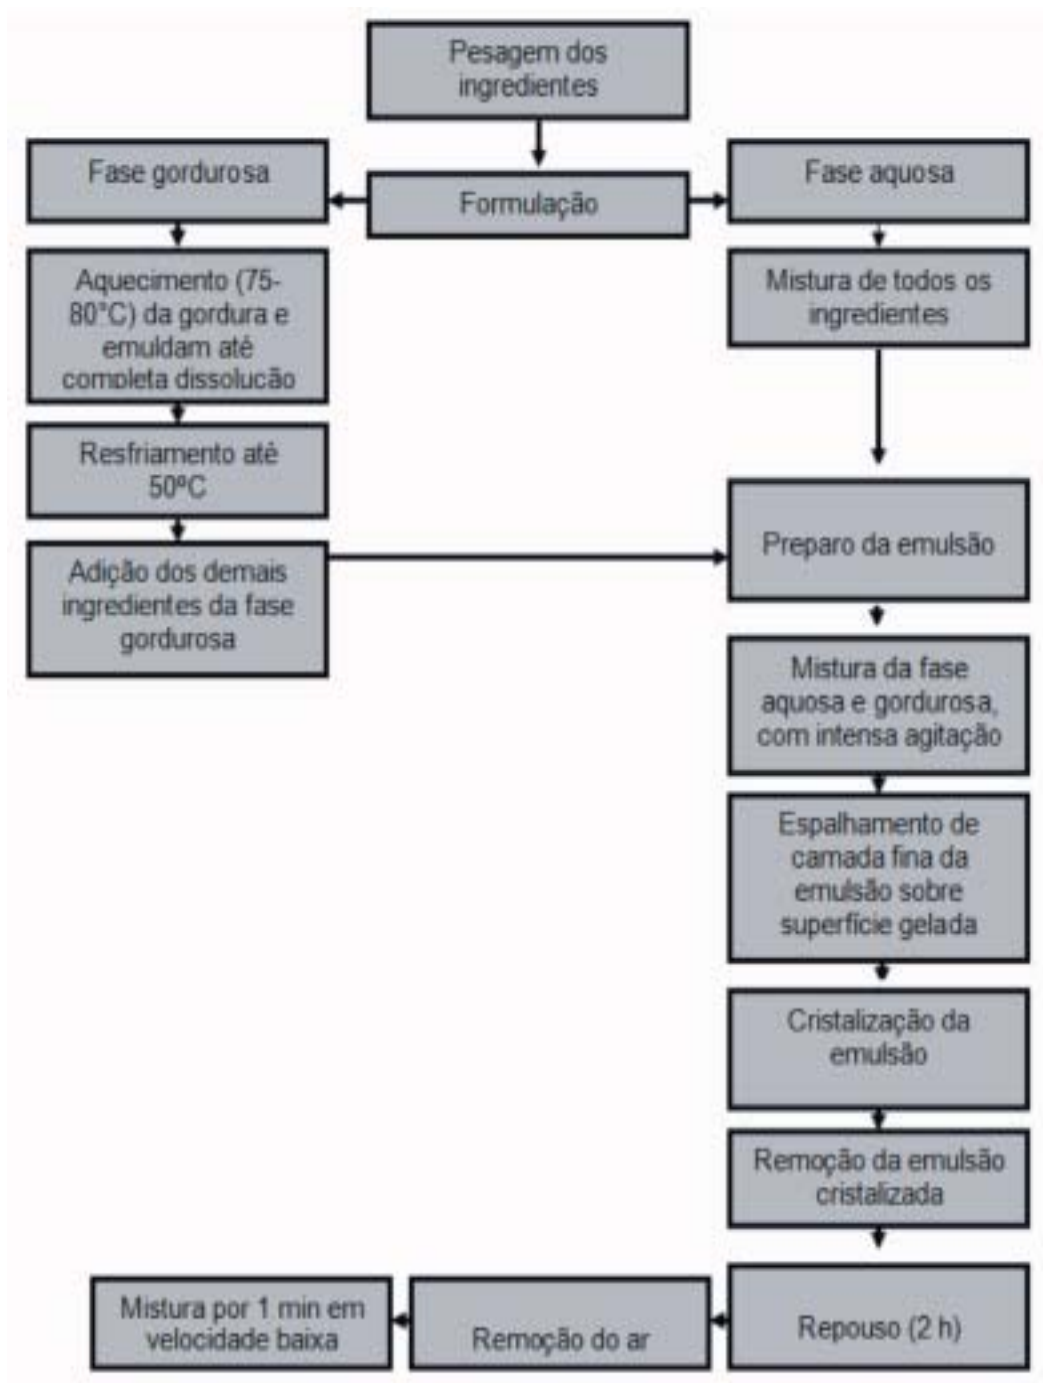 Pesagem dos
ingredientes
Fase gordurosa
Formulação
Fase aquosa
Aquecimento (75-
80°C) da gordura e
emuldam até
completa dissolução
Mistura de todos os
ingredientes
Resfriamento até
50ºC
Adição dos demais
ingredientes da fase
gordurosa
Preparo da emulsão
Mistura da fase
aquosa e gordurosa,
com intensa agitação
Espalhamento de
camada fina da
emulsão sobre
superfície gelada
Cristalização da
emulsão
Remoção da emulsão
cristalizada
Repouso (2 h)
Remoção do ar
Mistura por 1 min em
velocidade baixa